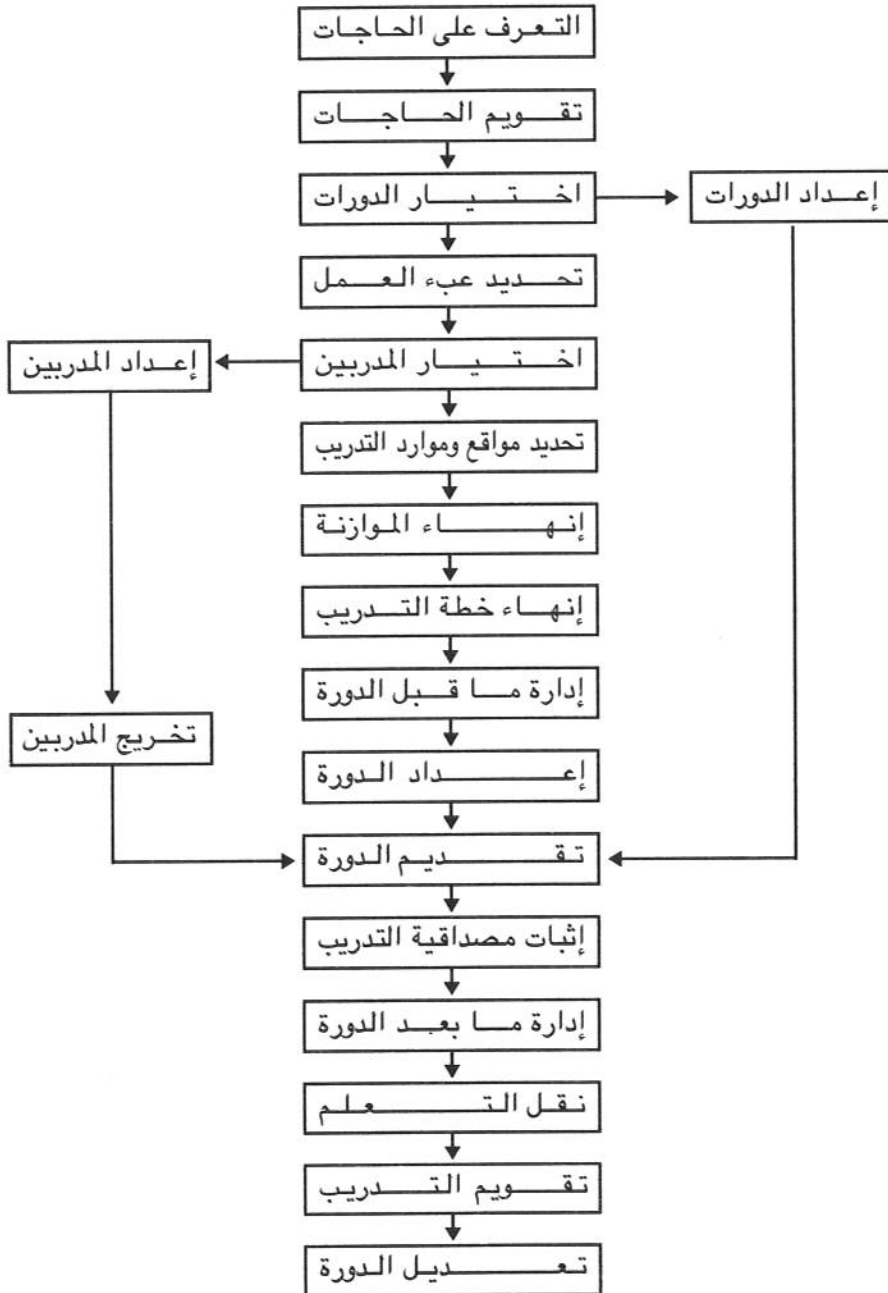 التعرف على الحاجات
تقويم الحاجات
اختيار الدورات
إعداد الدورات
تحديد عبء العمل
اختيار المدربين
إعداد المدربين
تحديد مواقع وموارد التدريب
إنهاء الموازنة
إنهاء خطة التدريب
إدارة ما قبل الدورة
تخريج المدربين
إعداد الدورة
تقديم الدورة
إثبات مصداقية التدريب
إدارة ما بعد الدورة
نقل التعلم
تقويم التدريب
تعديل الدورة